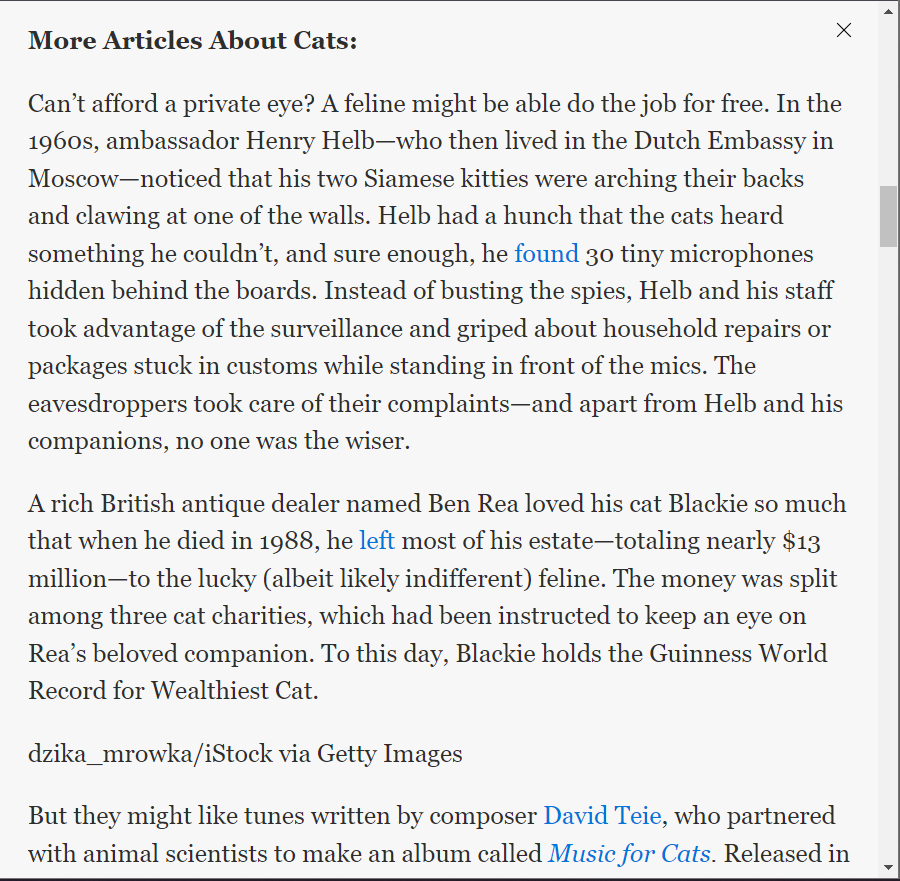 More Articles About Cats:
Can’t afford a private eye? A feline might be able do the job for free. In the
1960s, ambassador Henry Helb—who then lived in the Dutch Embassy in
Moscow—noticed that his two Siamese kitties were arching their backs
and clawing at one of the walls. Helb had a hunch that the cats heard
something he couldn’t, and sure enough, he found 30 tiny microphones
hidden behind the boards. Instead of busting the spies, Helb and his staff
took advantage of the surveillance and griped about household repairs or
packages stuck in customs while standing in front of the mics. The
eavesdroppers took care of their complaints—and apart from Helb and his
companions, no one was the wiser.
A rich British antique dealer named Ben Rea loved his cat Blackie so much
that when he died in 1988, he left most of his estate—totaling nearly $13
million—to the lucky (albeit likely indifferent) feline. The money was split
among three cat charities, which had been instructed to keep an eye on
Rea’s beloved companion. To this day, Blackie holds the Guinness World
Record for Wealthiest Cat.
dzika_mrowka/iStock via Getty Images
But they might like tunes written by composer David Teie, who partnered
with animal scientists to make an album called Music for Cats. Released in